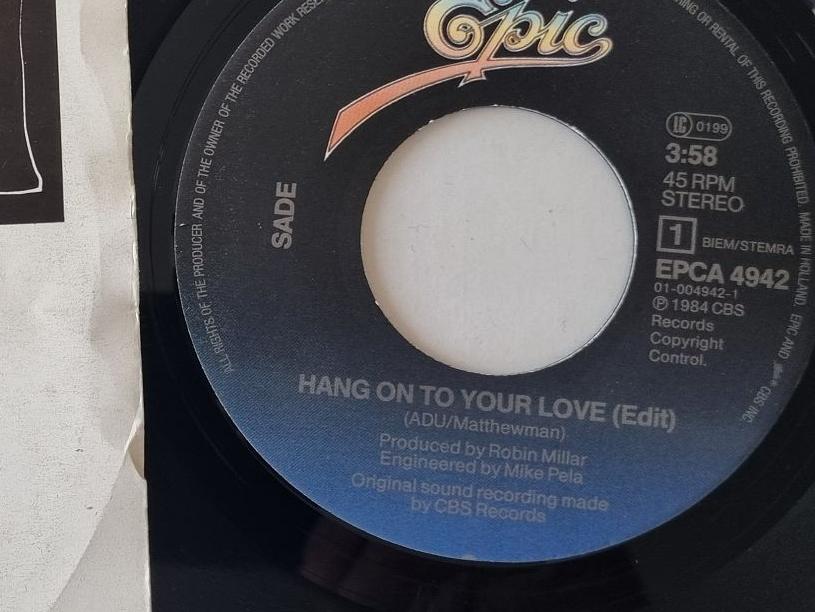 Epic
ALL RIGHTS OF THE PRODUCER AND OF THE OWNER OF THE RECORDED WORK RESE
ING OR RENTAL OF THIS RECORDING PROHIBITED. MADE IN HOLLAND. EPIC AND CBS INC
SADE
LC 0199
3:58
45 RPM
STEREO
1 BIEM/STEMRA
EPCA 4942
01-004942-1
℗ 1984 CBS
Records
Copyright
Control.
HANG ON TO YOUR LOVE (Edit)
(ADU/Matthewman)
Produced by Robin Millar
Engineered by Mike Pela
Original sound recording made
by CBS Records